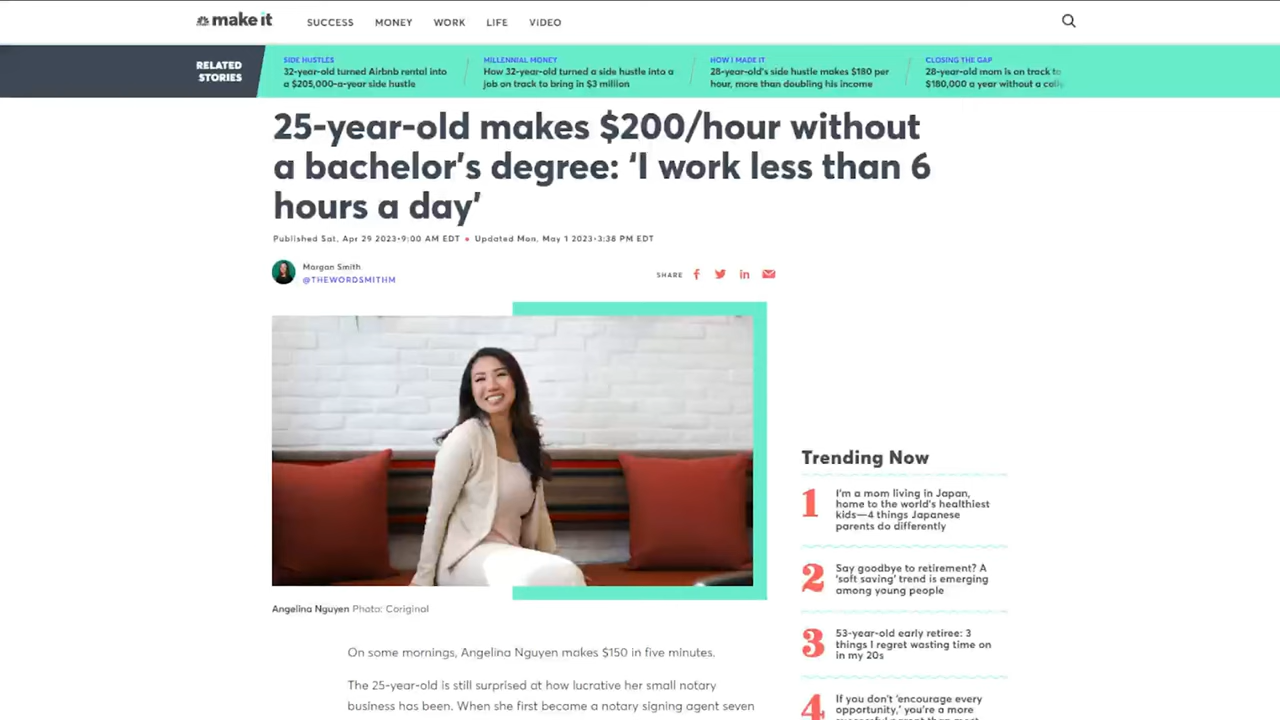 make it
SUCCESS MONEY WORK LIFE VIDEO
RELATED
STORIES
SIDE HUSTLES
32-year-old turned Airbnb rental into
a $205,000-a-year side hustle
MILLENNIAL MONEY
How 32-year-old turned a side hustle into a
job on track to bring in $3 million
HOW I MADE IT
28-year-old's side hustle makes $180 per
hour, more than doubling his income
CLOSING THE GAP
28-year-old mom is on track to
$180,000 a year without a
25-year-old makes $200/hour without
a bachelor's degree: ‘I work less than 6
hours a day’
Published Sat, Apr 29 2023•9:00 AM EDT • Updated Mon, May 1 2023•3:38 PM EDT
Morgan Smith
@THEWORDSMITHM
SHARE
Angelina Nguyen Photo: Coriginal
On some mornings, Angelina Nguyen makes $150 in five minutes.
The 25-year-old is still surprised at how lucrative her small notary
business has been. When she first became a notary signing agent seven
Trending Now
1
I'm a mom living in Japan,
home to the world's healthiest
kids—4 things Japanese
parents do differently
2
Say goodbye to retirement? A
'soft saving' trend is emerging
among young people
3
53-year-old early retiree: 3
things I regret wasting time on
in my 20s
4
If you don't 'encourage every
opportunity,' you're a more